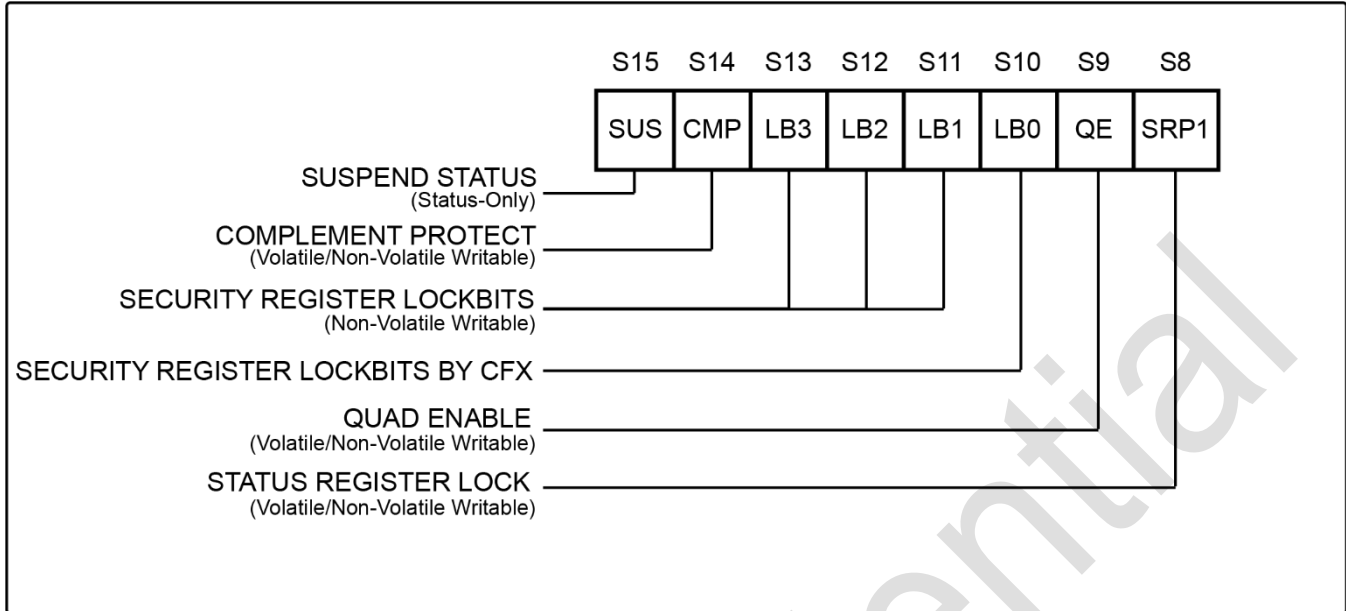 S15 S14 S13 S12 S11 S10 S9 S8
SUS CMP LB3 LB2 LB1 LB0 QE SRP1
SUSPEND STATUS
(Status-Only)
COMPLEMENT PROTECT
(Volatile/Non-Volatile Writable)
SECURITY REGISTER LOCKBITS
(Non-Volatile Writable)
SECURITY REGISTER LOCKBITS BY CFX
QUAD ENABLE
(Volatile/Non-Volatile Writable)
STATUS REGISTER LOCK
(Volatile/Non-Volatile Writable)
ential